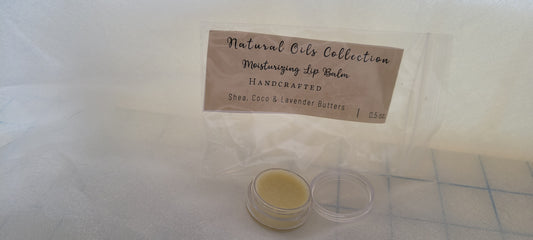 Natural Oils Collection
Moisturizing Lip Balm
HANDCRAFTED
Shea, Coco & Lavender Butters | 0.5 oz